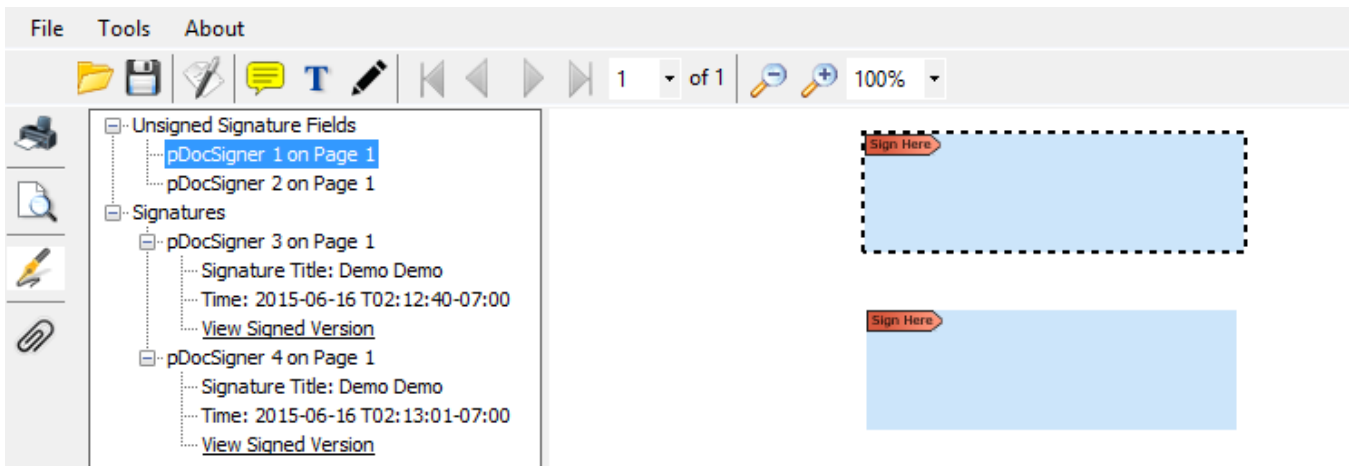 File Tools About
T 1 of 1 100%
Unsigned Signature Fields
pDocSigner 1 on Page 1
pDocSigner 2 on Page 1
Signatures
pDocSigner 3 on Page 1
Signature Title: Demo Demo
Time: 2015-06-16 T02:12:40-07:00
View Signed Version
pDocSigner 4 on Page 1
Signature Title: Demo Demo
Time: 2015-06-16 T02:13:01-07:00
View Signed Version
Sign Here
Sign Here